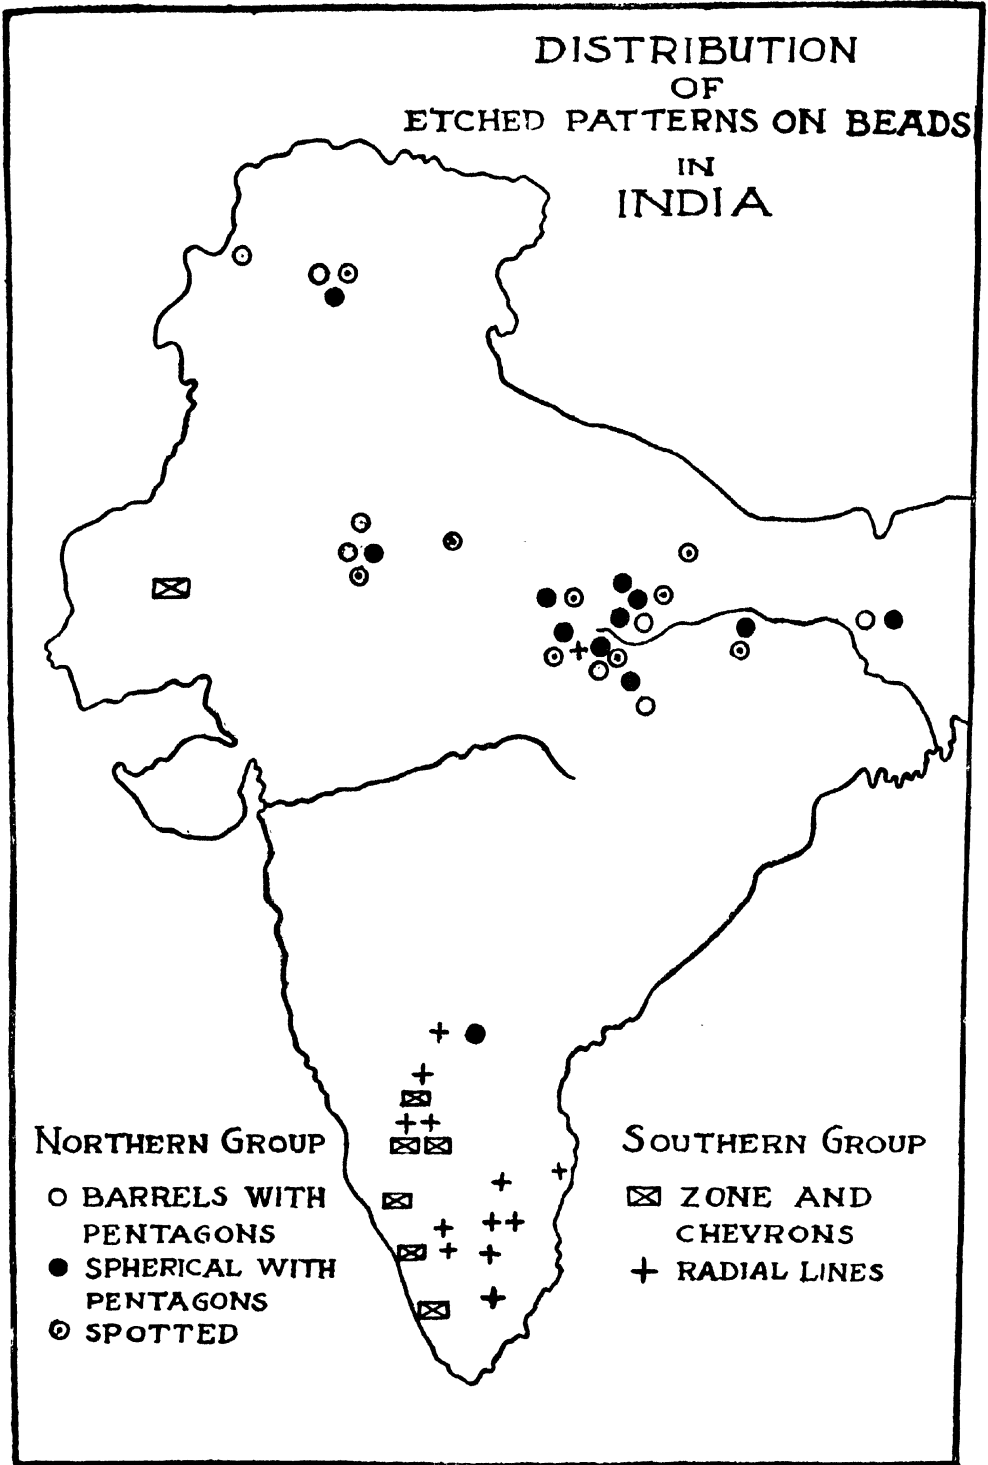 DISTRIBUTION
OF
ETCHED PATTERNS ON BEADS
IN
INDIA
NORTHERN GROUP
BARRELS WITH
PENTAGONS
SPHERICAL WITH
PENTAGONS
SPOTTED
SOUTHERN GROUP
ZONE AND
CHEVRONS
RADIAL LINES